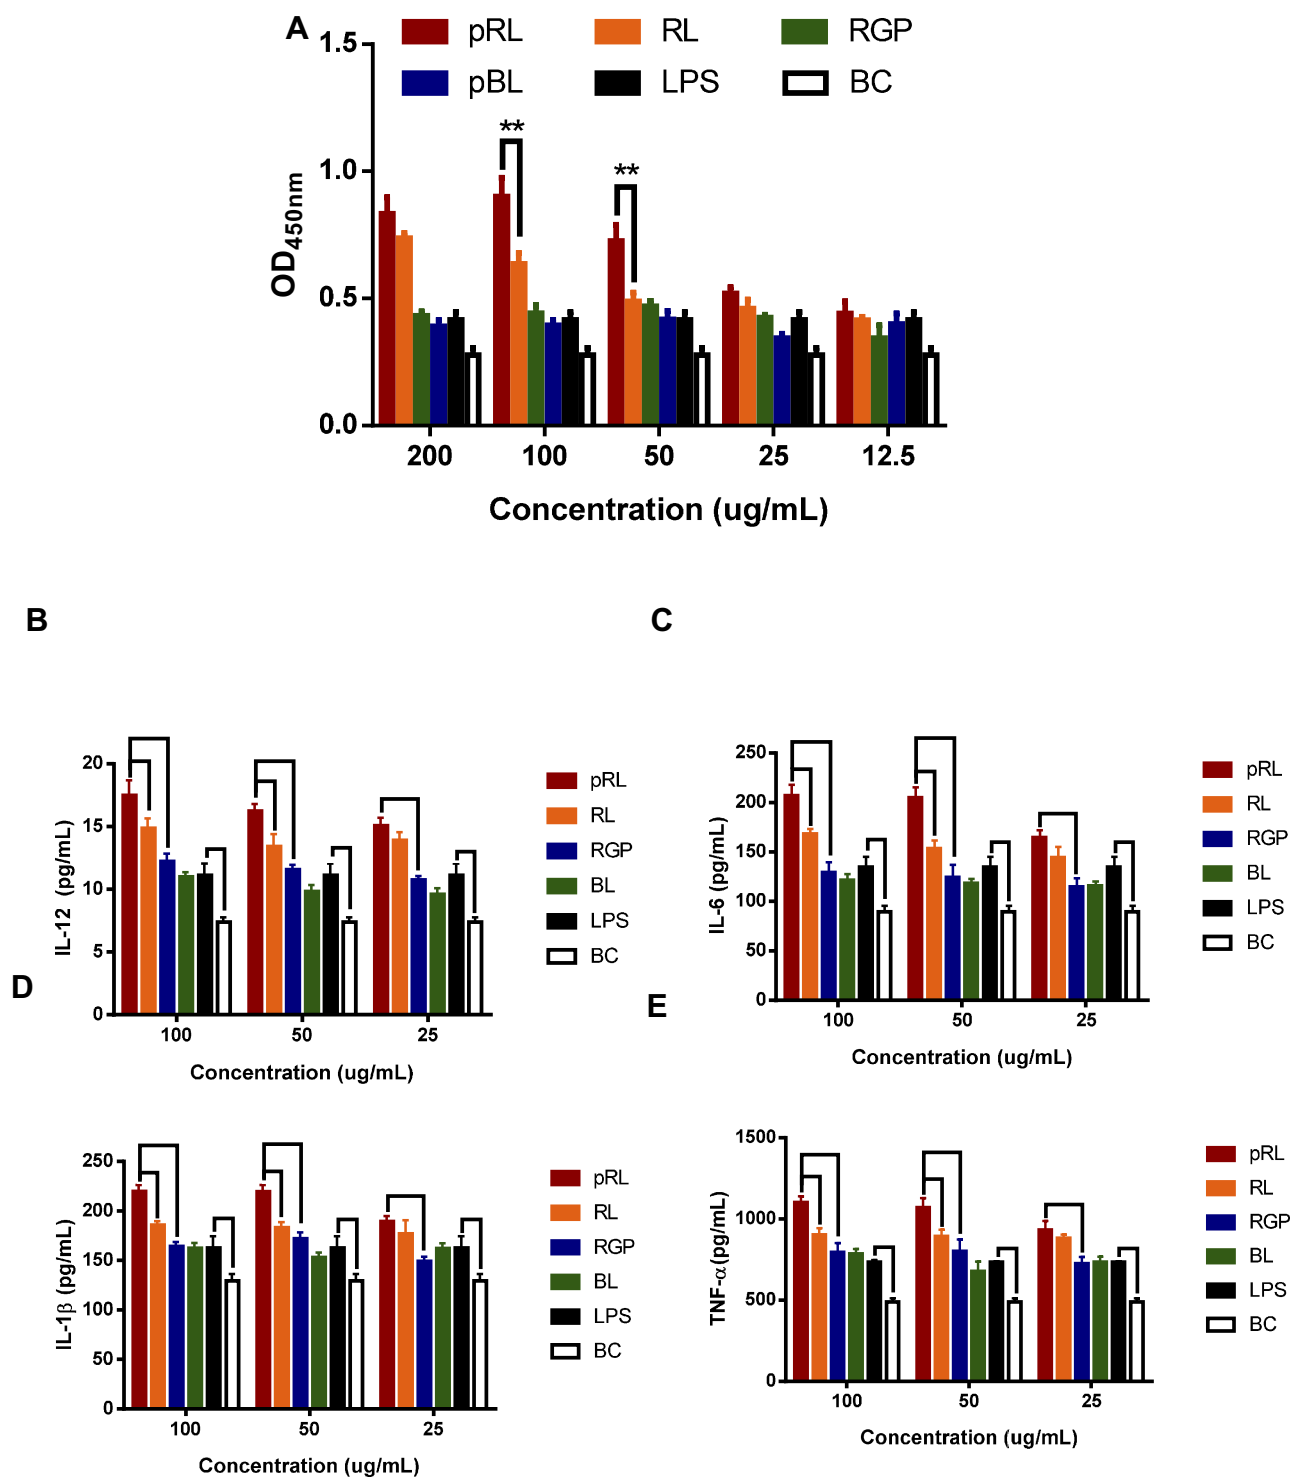 A
pRL RL RGP
pBL LPS BC
1.5
1.0
0.5
0.0
OD450nm
**
**
200 100 50 25 12.5
Concentration (ug/mL)
B
20
15
10
5
0
IL-12 (pg/mL)
pRL
RL
RGP
BL
LPS
BC
100 50 25
Concentration (ug/mL)
C
250
200
150
100
50
0
IL-6 (pg/mL)
pRL
RL
RGP
BL
LPS
BC
100 50 25
Concentration (ug/mL)
D
250
200
150
100
50
0
IL-1β (pg/mL)
pRL
RL
RGP
BL
LPS
BC
100 50 25
Concentration (ug/mL)
E
1500
1000
500
0
TNF-α(pg/mL)
pRL
RL
RGP
BL
LPS
BC
100 50 25
Concentration (ug/mL)